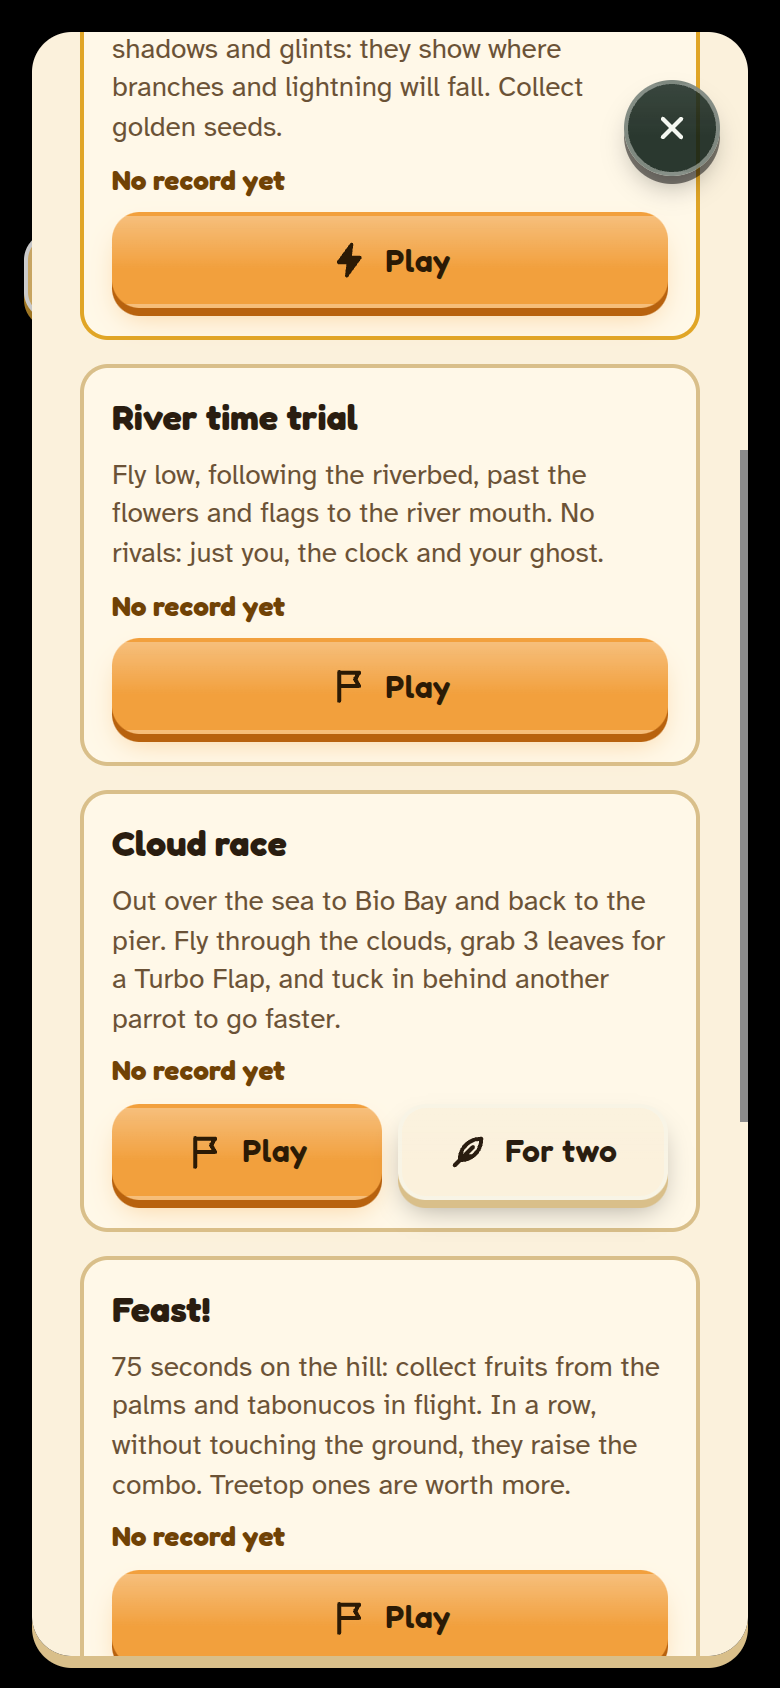 shadows and glints: they show where
branches and lightning will fall. Collect
golden seeds.
No record yet
Play
River time trial
Fly low, following the riverbed, past the
flowers and flags to the river mouth. No
rivals: just you, the clock and your ghost.
No record yet
Play
Cloud race
Out over the sea to Bio Bay and back to the
pier. Fly through the clouds, grab 3 leaves for
a Turbo Flap, and tuck in behind another
parrot to go faster.
No record yet
Play
For two
Feast!
75 seconds on the hill: collect fruits from the
palms and tabonucos in flight. In a row,
without touching the ground, they raise the
combo. Treetop ones are worth more.
No record yet
Play